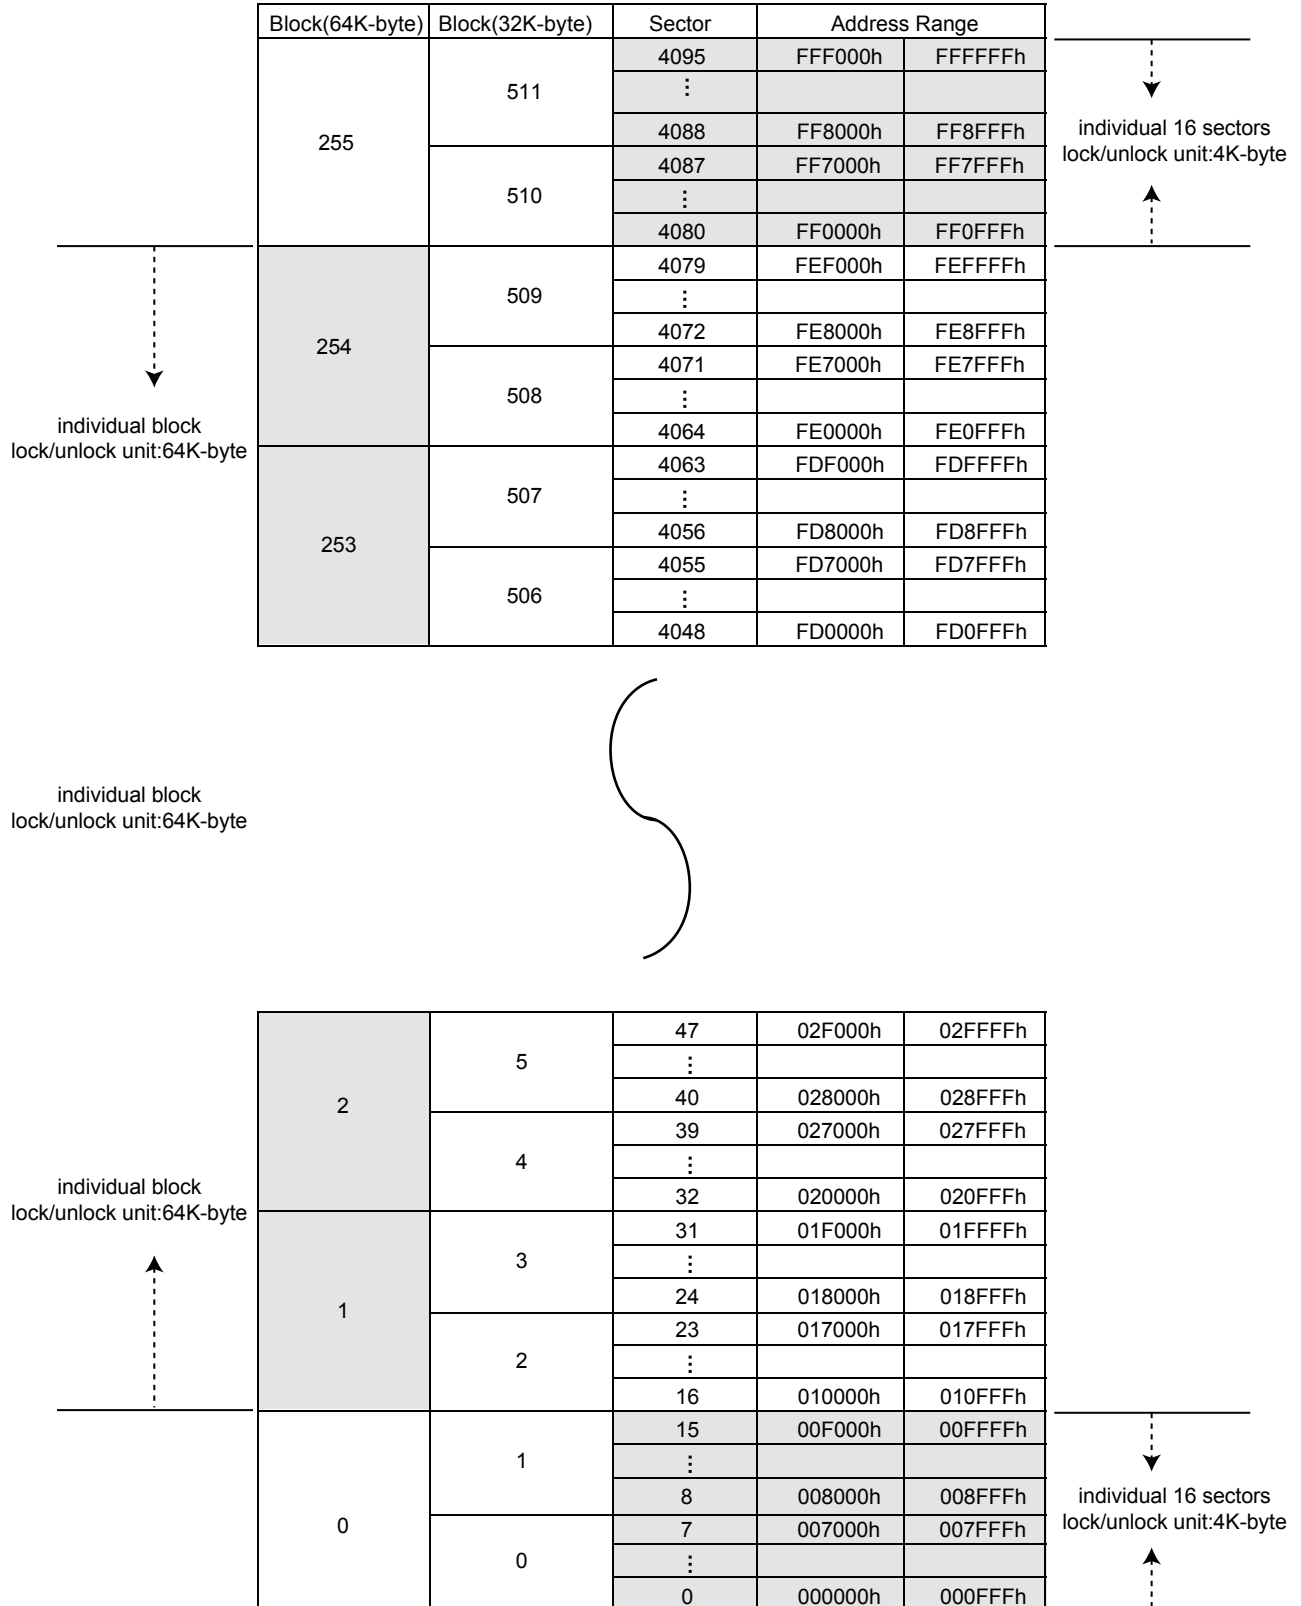 Block(64K-byte) Block(32K-byte) Sector Address Range
4095 FFF000h FFFFFFh
511 ⋮
individual 16 sectors
lock/unlock unit:4K-byte
4088 FF8000h FF8FFFh
255
4087 FF7000h FF7FFFh
510 ⋮
4080 FF0000h FF0FFFh
4079 FEF000h FEFFFFh
509 ⋮
4072 FE8000h FE8FFFh
254
4071 FE7000h FE7FFFh
508 ⋮
individual block
lock/unlock unit:64K-byte
4064 FE0000h FE0FFFh
4063 FDF000h FDFFFFh
507 ⋮
4056 FD8000h FD8FFFh
253
4055 FD7000h FD7FFFh
506 ⋮
4048 FD0000h FD0FFFh
individual block
lock/unlock unit:64K-byte
47 02F000h 02FFFFh
5 ⋮
40 028000h 028FFFh
2
39 027000h 027FFFh
4 ⋮
individual block
lock/unlock unit:64K-byte
32 020000h 020FFFh
31 01F000h 01FFFFh
3 ⋮
24 018000h 018FFFh
1
23 017000h 017FFFh
2 ⋮
16 010000h 010FFFh
15 00F000h 00FFFFh
1 ⋮
8 008000h 008FFFh
individual 16 sectors
lock/unlock unit:4K-byte
0
7 007000h 007FFFh
0 ⋮
0 000000h 000FFFh